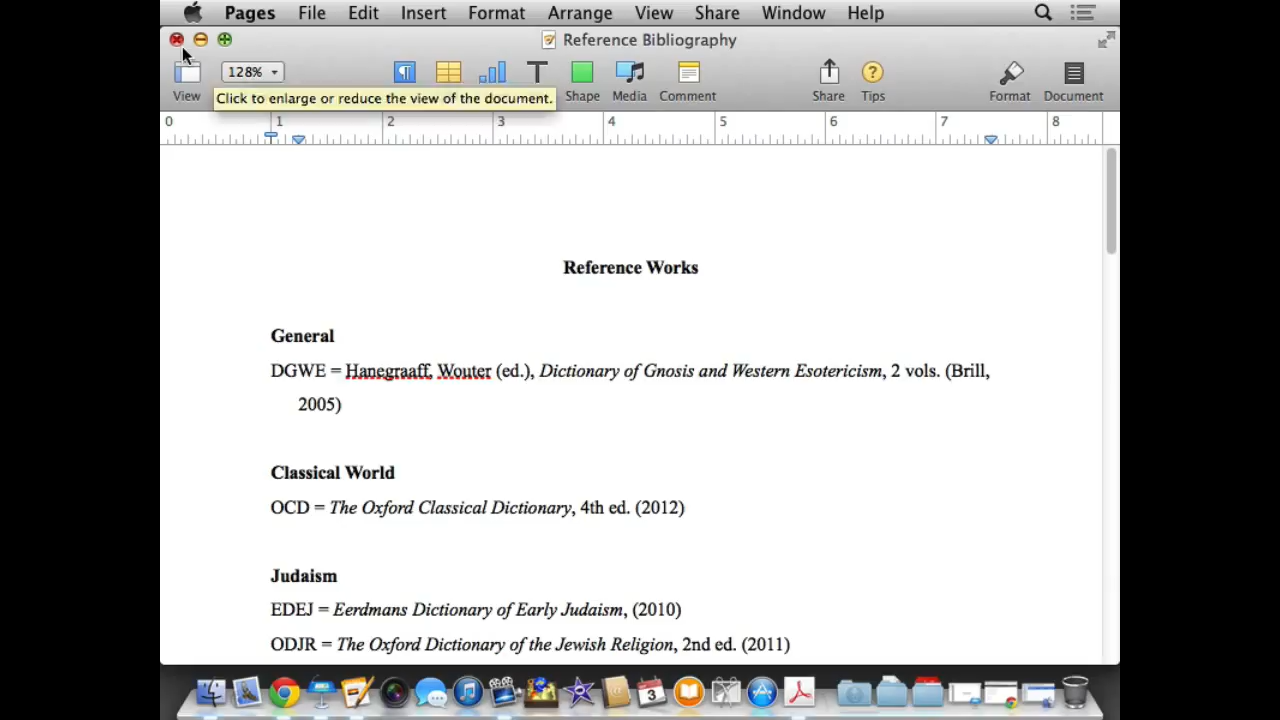 Pages File Edit Insert Format Arrange View Share Window Help
Reference Bibliography
128%
View Shape Media Comment Share Tips Format Document
Click to enlarge or reduce the view of the document.
0 1 2 3 4 5 6 7 8
Reference Works
General
DGWE = Hanegraaff, Wouter (ed.), Dictionary of Gnosis and Western Esotericism, 2 vols. (Brill,
2005)
Classical World
OCD = The Oxford Classical Dictionary, 4th ed. (2012)
Judaism
EDEJ = Eerdmans Dictionary of Early Judaism, (2010)
ODJR = The Oxford Dictionary of the Jewish Religion, 2nd ed. (2011)
3